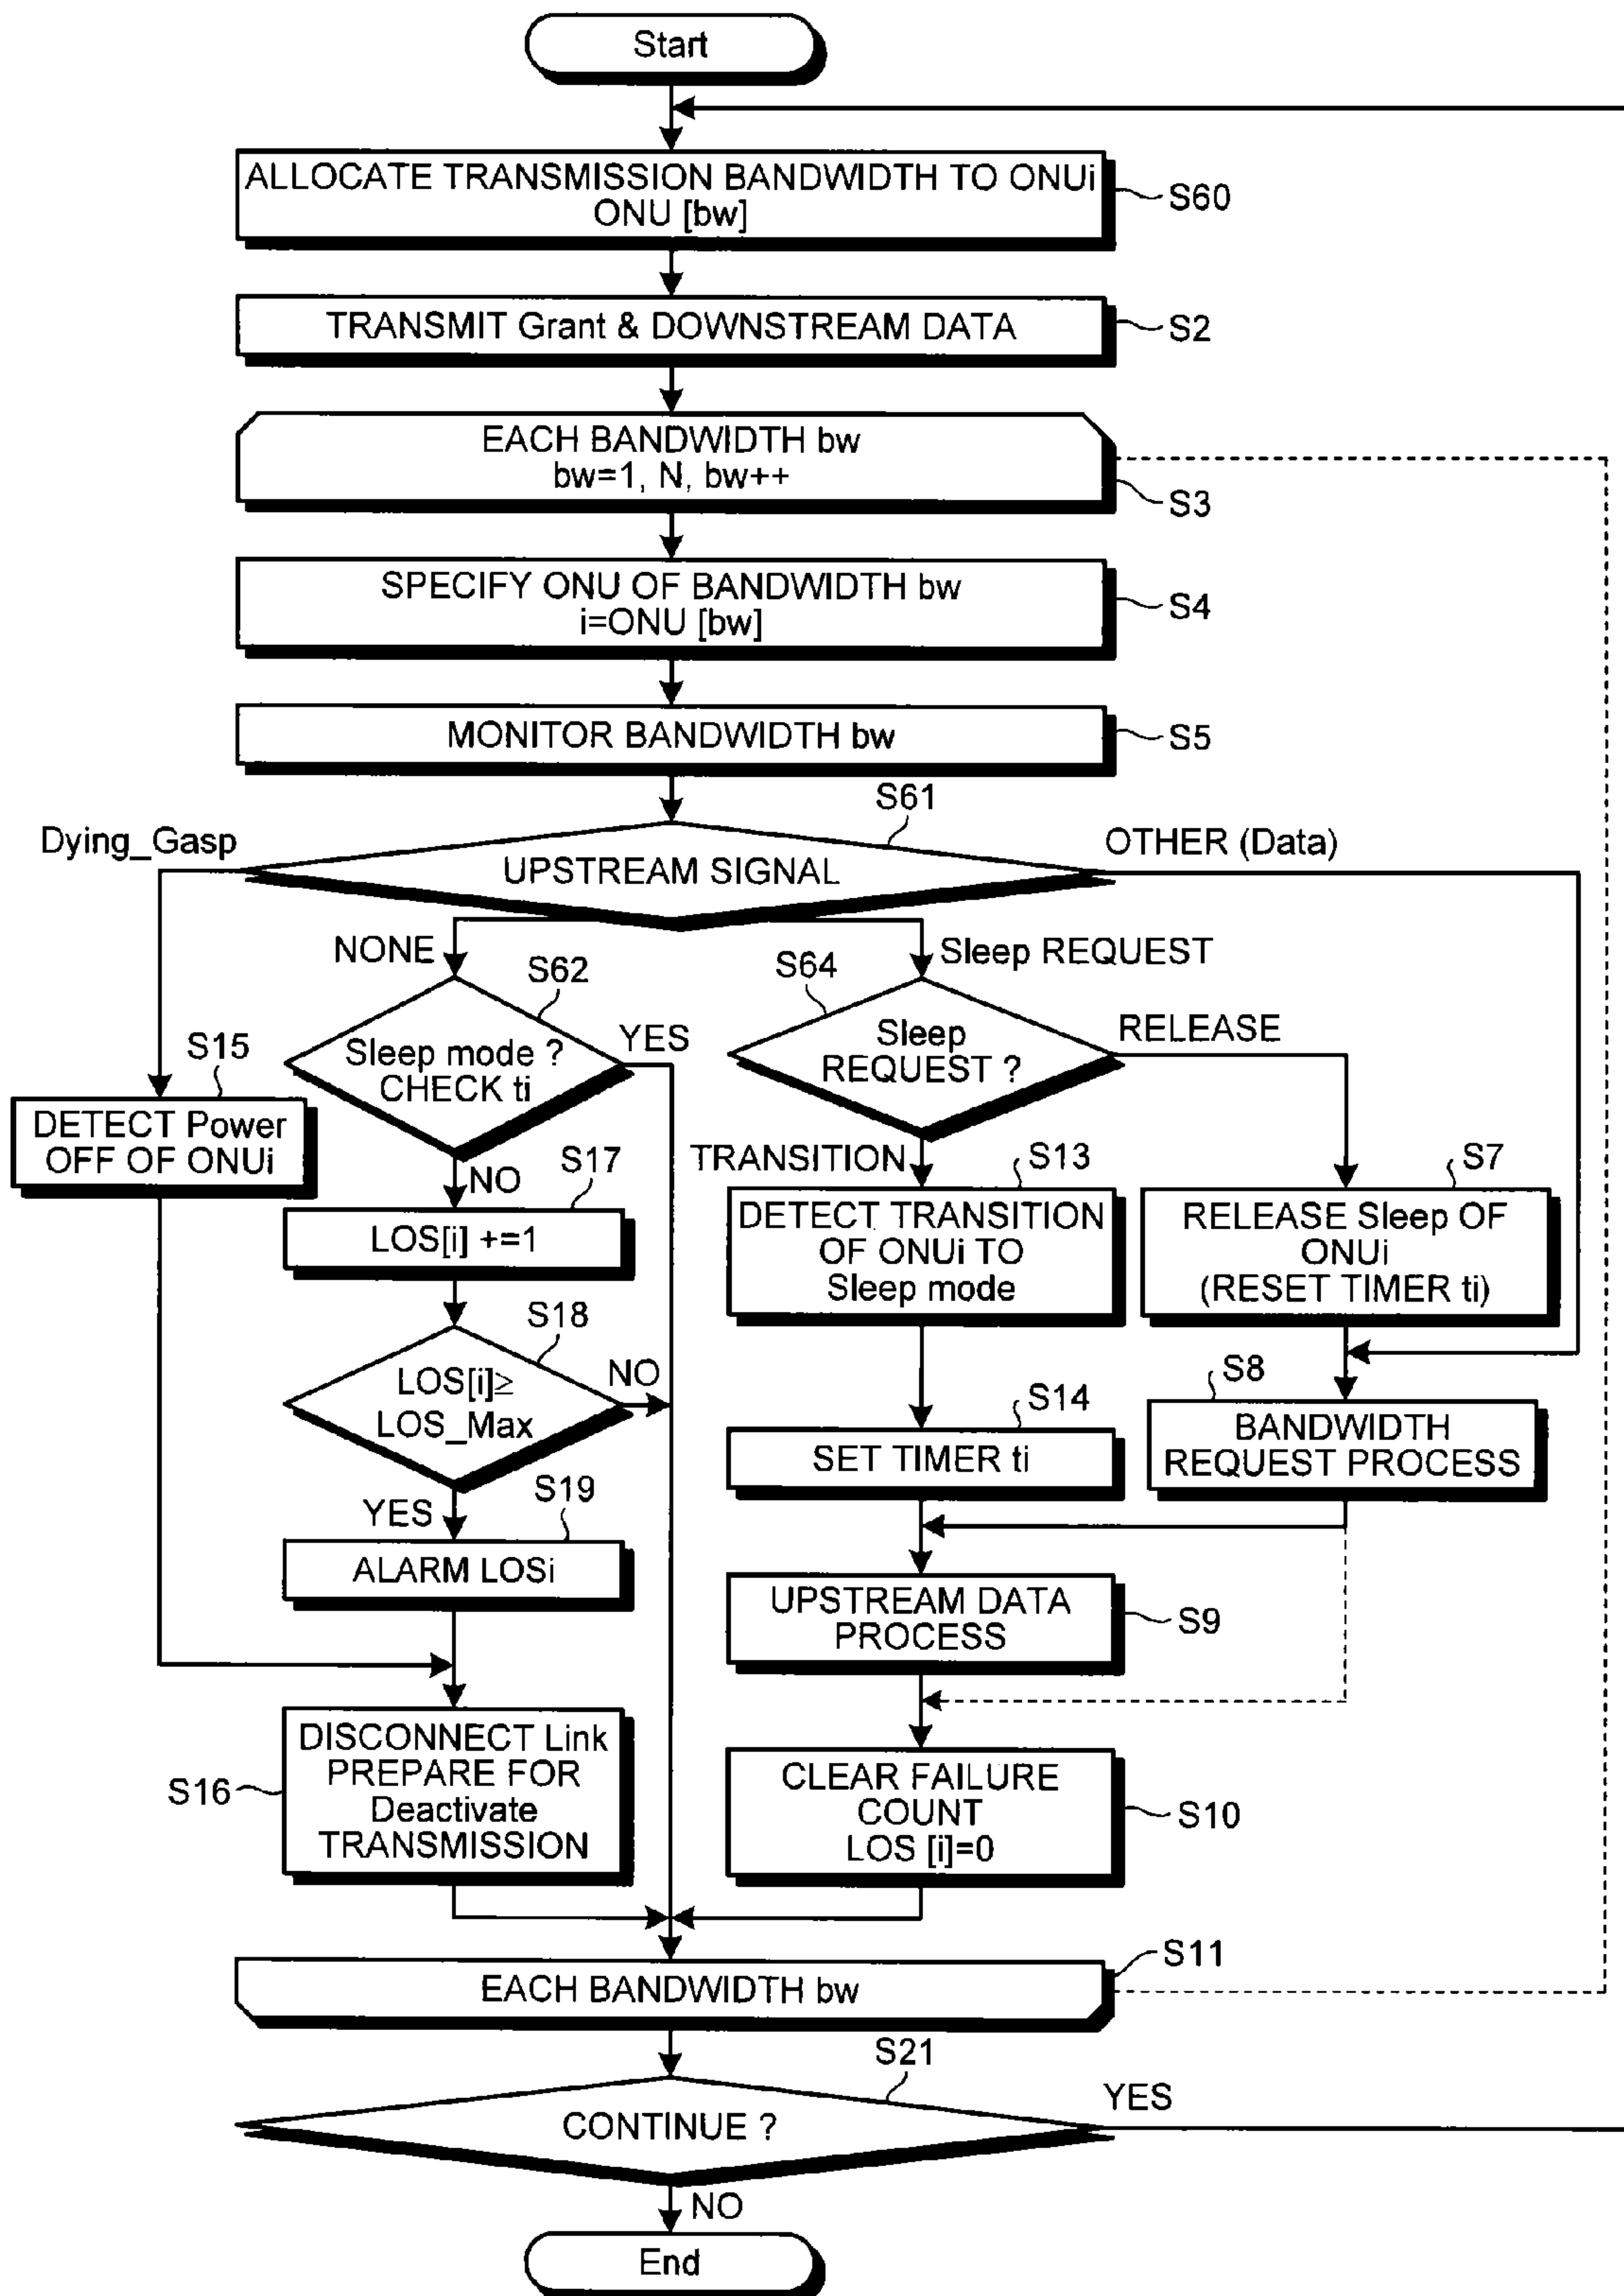 Start
ALLOCATE TRANSMISSION BANDWIDTH TO ONUi
ONU [bw]
S60
TRANSMIT Grant & DOWNSTREAM DATA
S2
EACH BANDWIDTH bw
bw=1, N, bw++
S3
SPECIFY ONU OF BANDWIDTH bw
i=ONU [bw]
S4
MONITOR BANDWIDTH bw
S5
S61
Dying_Gasp
UPSTREAM SIGNAL
OTHER (Data)
NONE
S62
S64
Sleep REQUEST
Sleep mode ?
CHECK ti
YES
Sleep
REQUEST ?
RELEASE
S15
DETECT Power
OFF OF ONUi
NO
S17
LOS[i] +=1
TRANSITION
S13
DETECT TRANSITION
OF ONUi TO
Sleep mode
S7
RELEASE Sleep OF
ONUi
(RESET TIMER ti)
S18
LOS[i]≥
LOS_Max
NO
S14
SET TIMER ti
S8
BANDWIDTH
REQUEST PROCESS
YES
S19
ALARM LOSi
UPSTREAM DATA
PROCESS
S9
S16
DISCONNECT Link
PREPARE FOR
Deactivate
TRANSMISSION
CLEAR FAILURE
COUNT
LOS [i]=0
S10
EACH BANDWIDTH bw
S11
S21
CONTINUE ?
YES
NO
End